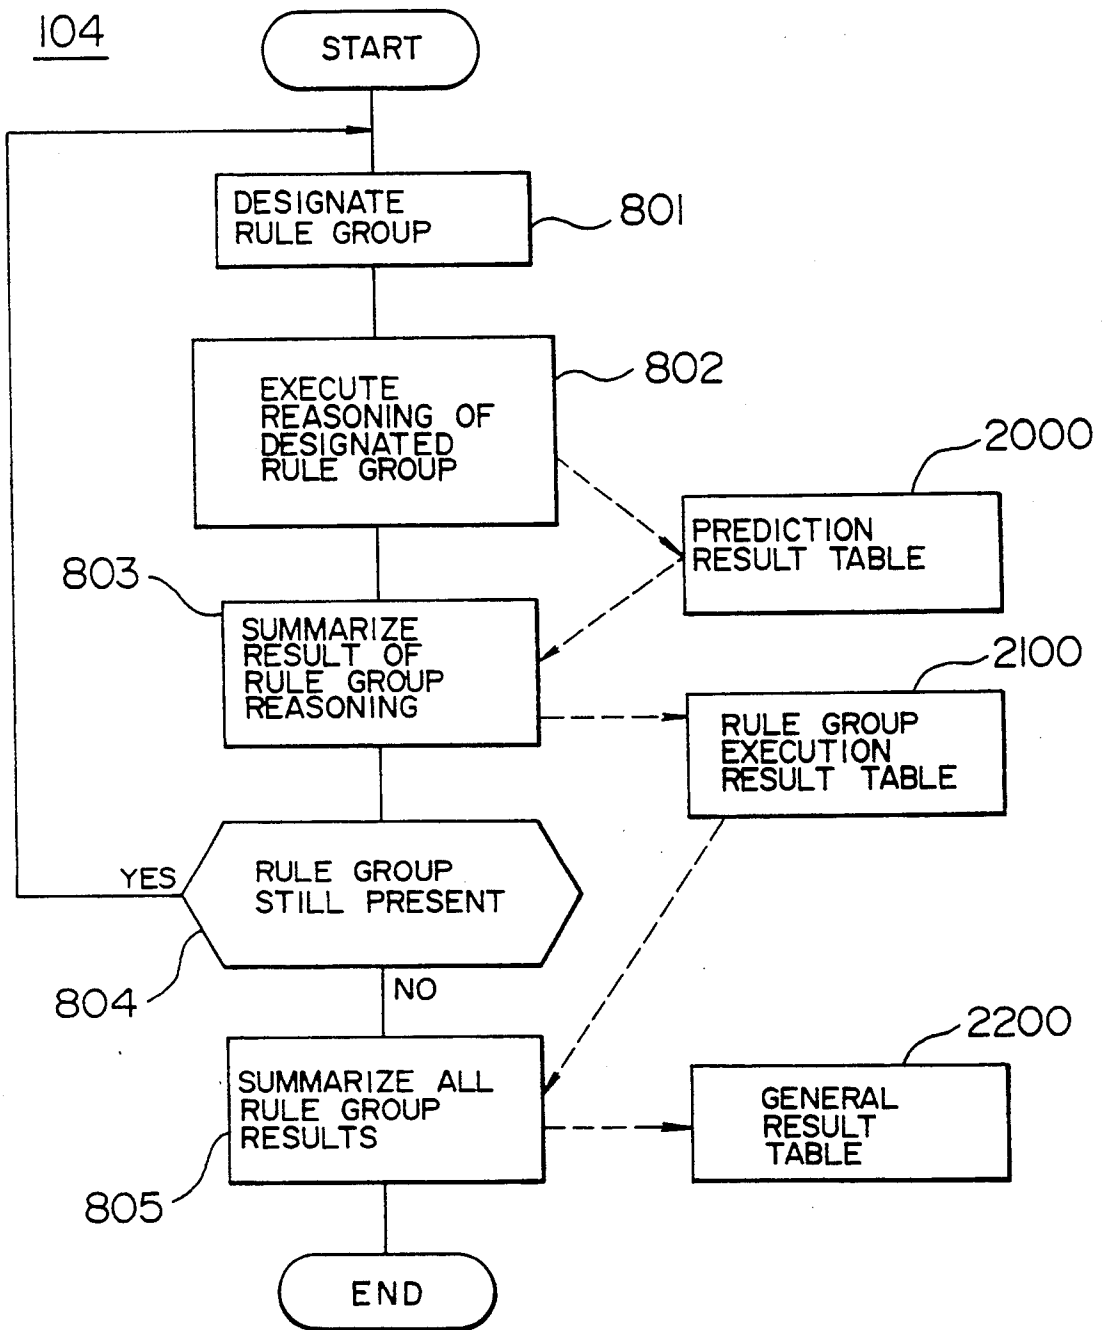 104
START
DESIGNATE
RULE GROUP
801
EXECUTE
REASONING OF
DESIGNATED
RULE GROUP
802
2000
PREDICTION
RESULT TABLE
803
SUMMARIZE
RESULT OF
RULE GROUP
REASONING
2100
RULE GROUP
EXECUTION
RESULT TABLE
YES
RULE GROUP
STILL PRESENT
804
NO
SUMMARIZE ALL
RULE GROUP
RESULTS
805
2200
GENERAL
RESULT
TABLE
END